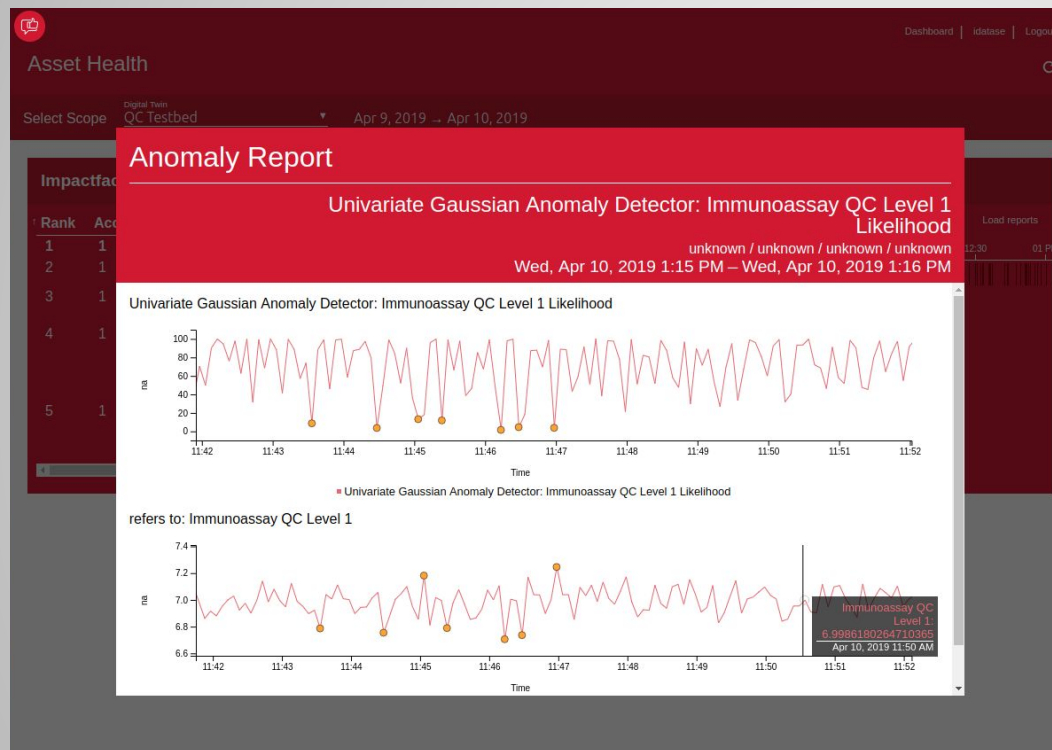 Dashboard | idatase | Logou
Asset Health
Digital Twin
Select Scope QC Testbed ▼ Apr 9, 2019 → Apr 10, 2019
Anomaly Report
Impactfac
Univariate Gaussian Anomaly Detector: Immunoassay QC Level 1
Likelihood
↑ Rank Acc
Load reports
unknown / unknown / unknown / unknown
12:30 01 P
Wed, Apr 10, 2019 1:15 PM – Wed, Apr 10, 2019 1:16 PM
1 1
2 1
3 1
4 1
5 1
Univariate Gaussian Anomaly Detector: Immunoassay QC Level 1 Likelihood
100
80
60
40
20
0
na
11:42 11:43 11:44 11:45 11:46 11:47 11:48 11:49 11:50 11:51 11:52
Time
Univariate Gaussian Anomaly Detector: Immunoassay QC Level 1 Likelihood
refers to: Immunoassay QC Level 1
7.4
7.2
7.0
6.8
6.6
na
Immunoassay QC
Level 1:
6.9986180264710365
Apr 10, 2019 11:50 AM
11:42 11:43 11:44 11:45 11:46 11:47 11:48 11:49 11:50 11:51 11:52
Time